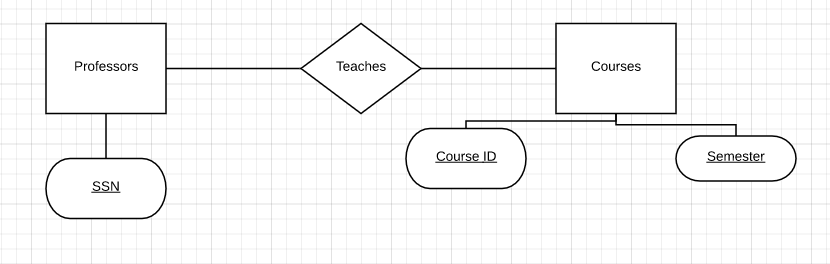 Professors
Teaches
Courses
Course ID
Semester
SSN